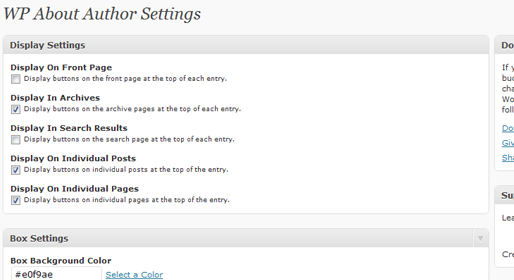 WP About Author Settings
Display Settings
Display On Front Page
Display buttons on the front page at the top of each entry.
Display In Archives
Display buttons on the archive pages at the top of each entry.
Display In Search Results
Display buttons on the search page at the top of each entry.
Display On Individual Posts
Display buttons on individual posts at the top of the entry.
Display On Individual Pages
Display buttons on individual pages at the top of the entry.
Box Settings
Box Background Color
#e0f9ae Select a Color
Do
If y
buc
cha
Wo
foll
Do
Giv
Sha
Su
Lea
Cre